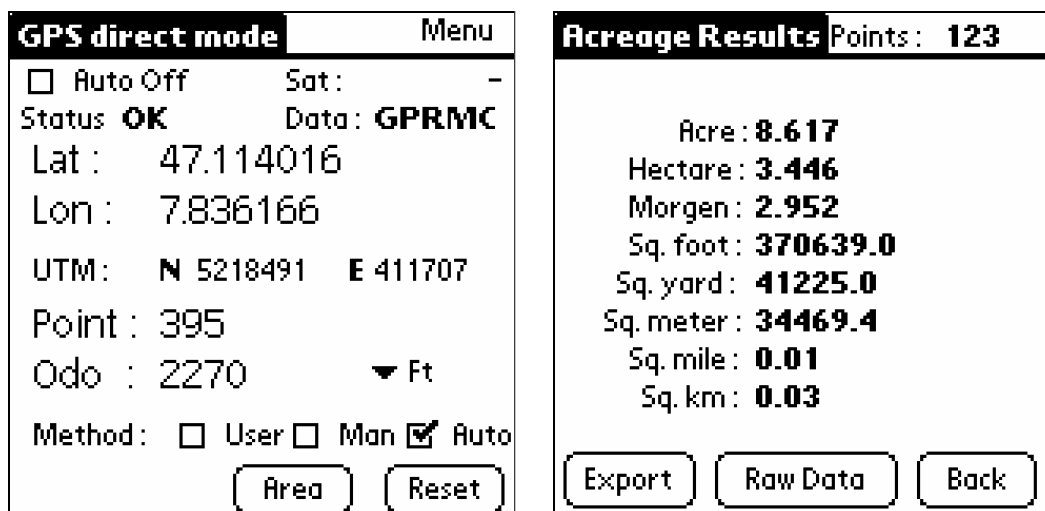 GPS direct mode Menu
Auto Off Sat: -
Status OK Data: GPRMC
Lat: 47.114016
Lon: 7.836166
UTM: N 5218491 E 411707
Point: 395
Odo: 2270 Ft
Method: User Man Auto
Area Reset
Acreage Results Points: 123
Acre: 8.617
Hectare: 3.446
Morgen: 2.952
Sq. foot: 370639.0
Sq. yard: 41225.0
Sq. meter: 34469.4
Sq. mile: 0.01
Sq. km: 0.03
Export Raw Data Back